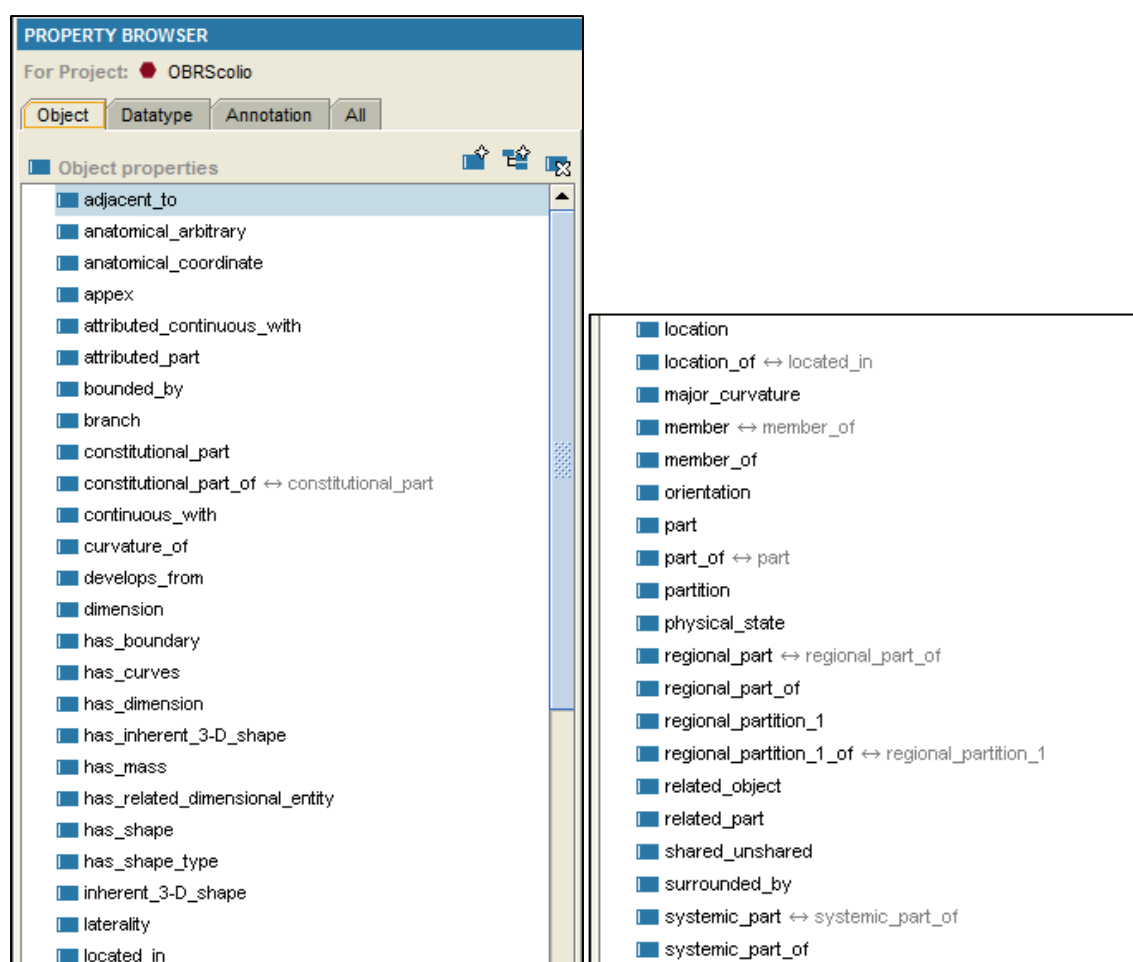 PROPERTY BROWSER
For Project: OBRScolio
Object Datatype Annotation All
Object properties
adjacent_to
anatomical_arbitrary
anatomical_coordinate
appex
attributed_continuous_with
attributed_part
bounded_by
branch
constitutional_part
constitutional_part_of ↔ constitutional_part
continuous_with
curvature_of
develops_from
dimension
has_boundary
has_curves
has_dimension
has_inherent_3-D_shape
has_mass
has_related_dimensional_entity
has_shape
has_shape_type
inherent_3-D_shape
laterality
located_in
location
location_of ↔ located_in
major_curvature
member ↔ member_of
member_of
orientation
part
part_of ↔ part
partition
physical_state
regional_part ↔ regional_part_of
regional_part_of
regional_partition_1
regional_partition_1_of ↔ regional_partition_1
related_object
related_part
shared_unshared
surrounded_by
systemic_part ↔ systemic_part_of
systemic_part_of